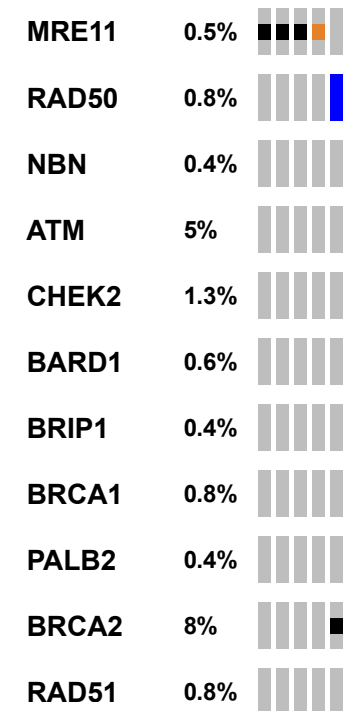 MRE11 0.5%
RAD50 0.8%
NBN 0.4%
ATM 5%
CHEK2 1.3%
BARD1 0.6%
BRIP1 0.4%
BRCA1 0.8%
PALB2 0.4%
BRCA2 8%
RAD51 0.8%